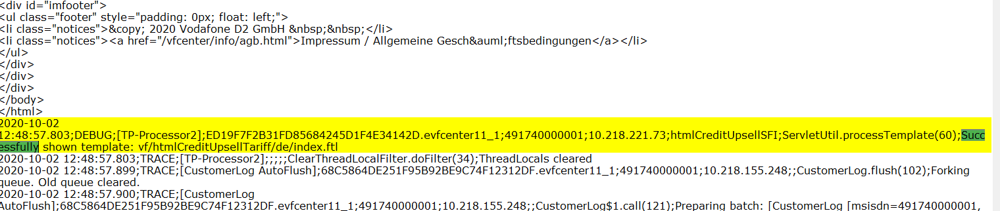 <div id="imfooter">
<ul class="footer" style="padding: 0px; float: left;">
<li class="notices">&copy; 2020 Vodafone D2 GmbH &nbsp;&nbsp;</li>
<li class="notices"><a href="/vfcenter/info/agb.html">Impressum / Allgemeine Gesch&auml;ftsbedingungen</a></li>
</ul>
</div>
</div>
</div>
</body>
</html>
2020-10-02
12:48:57.803;DEBUG;[TP-Processor2];ED19F7F2B31FD85684245D1F4E34142D.evfcenter11_1;491740000001;10.218.221.73;htmlCreditUpsellSFI;ServletUtil.processTemplate(60);Succ
essfully shown template: vf/htmlCreditUpsellTariff/de/index.ftl
2020-10-02 12:48:57.803;TRACE;[TP-Processor2];;;;;ClearThreadLocalFilter.doFilter(34);ThreadLocals cleared
2020-10-02 12:48:57.899;TRACE;[CustomerLog AutoFlush];68C5864DE251F95B92BE9C74F12312DF.evfcenter11_1;491740000001;10.218.155.248;;CustomerLog.flush(102);Forking
queue. Old queue cleared.
2020-10-02 12:48:57.900;TRACE;[CustomerLog
AutoFlush];68C5864DE251F95B92BE9C74F12312DF.evfcenter11_1;491740000001;10.218.155.248;;CustomerLog$1.call(121);Preparing batch: [CustomerLog [msisdn=491740000001,